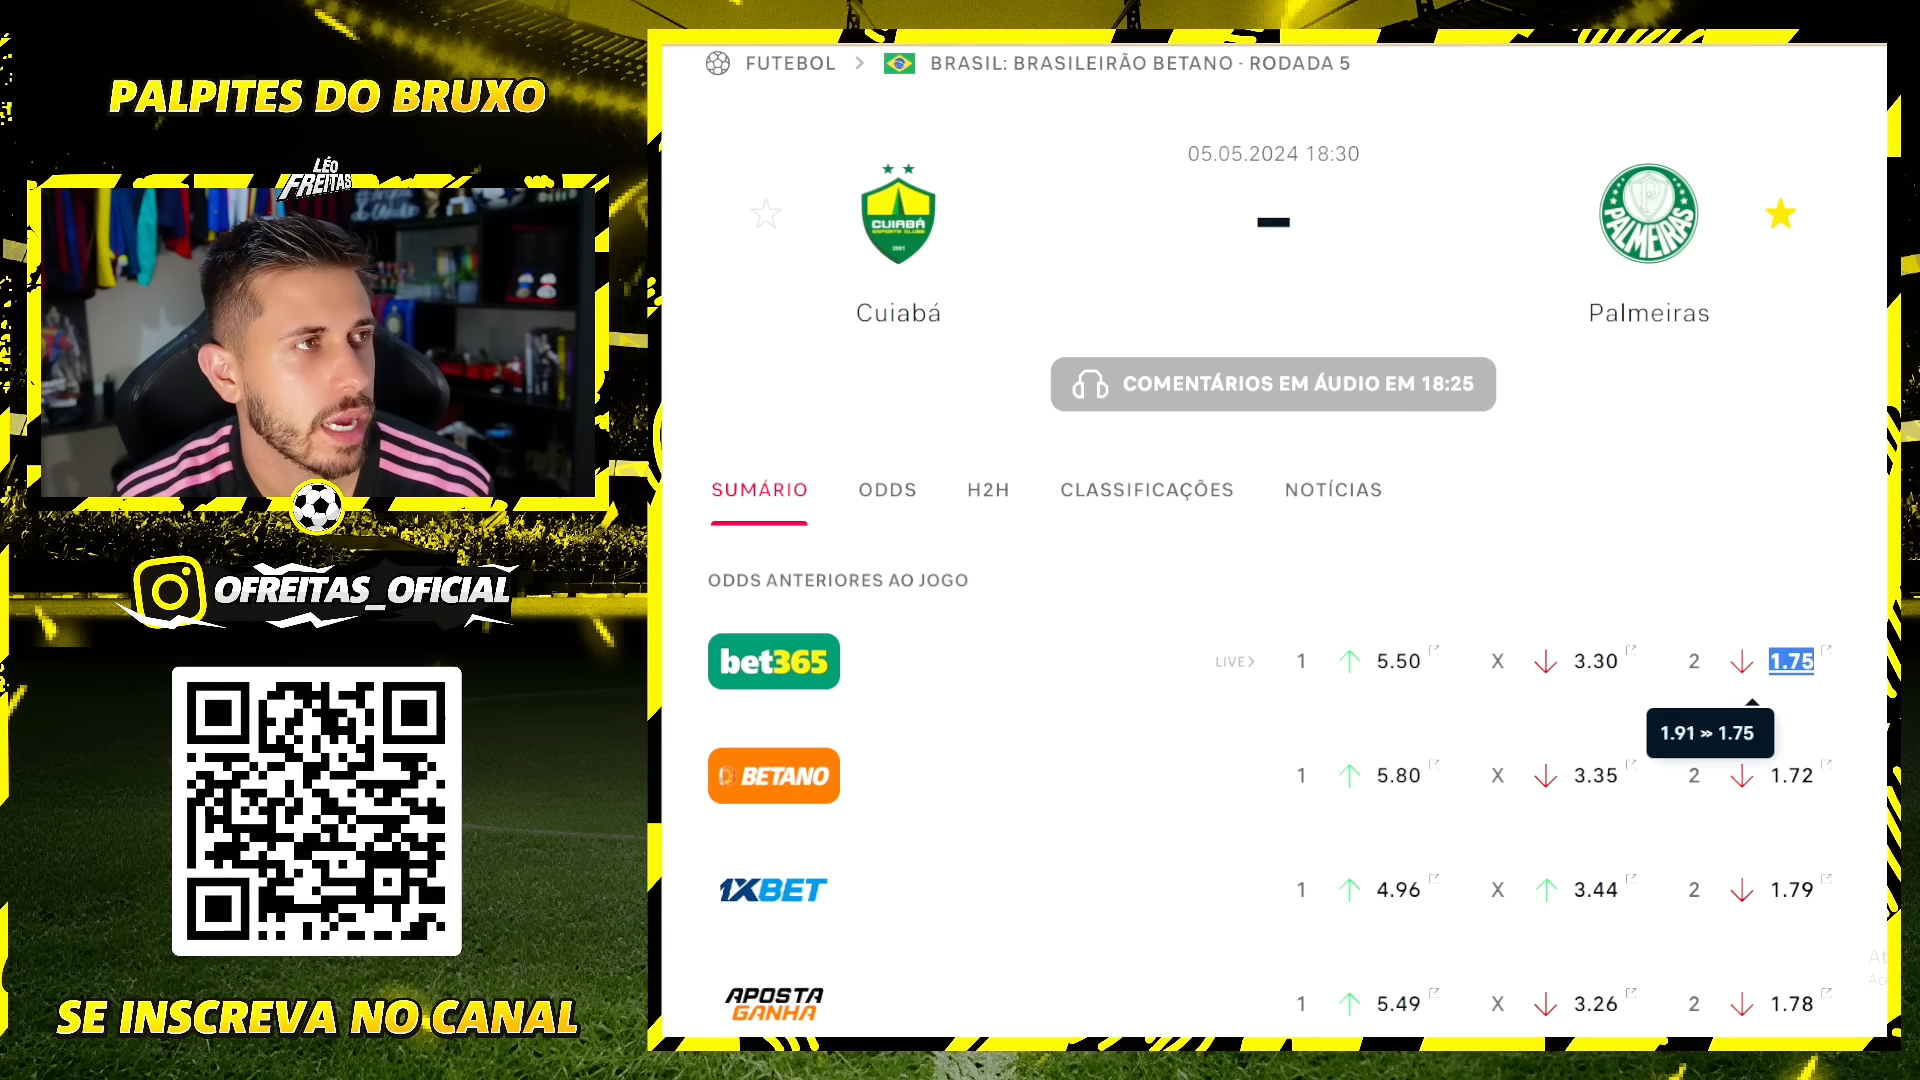 PALPITES DO BRUXO
LÉO
FREITAS
OFREITAS_OFICIAL
SE INSCREVA NO CANAL
FUTEBOL > BRASIL: BRASILEIRÃO BETANO - RODADA 5
05.05.2024 18:30
CUIABÁ
ESPORTE CLUBE
2001
PALMEIRAS
Cuiabá
Palmeiras
COMENTÁRIOS EM ÁUDIO EM 18:25
SUMÁRIO ODDS H2H CLASSIFICAÇÕES NOTÍCIAS
ODDS ANTERIORES AO JOGO
bet365 LIVE> 1 5.50 X 3.30 2 1.75
1.91 » 1.75
BETANO 1 5.80 X 3.35 2 1.72
1XBET 1 4.96 X 3.44 2 1.79
APOSTA
GANHA 1 5.49 X 3.26 2 1.78